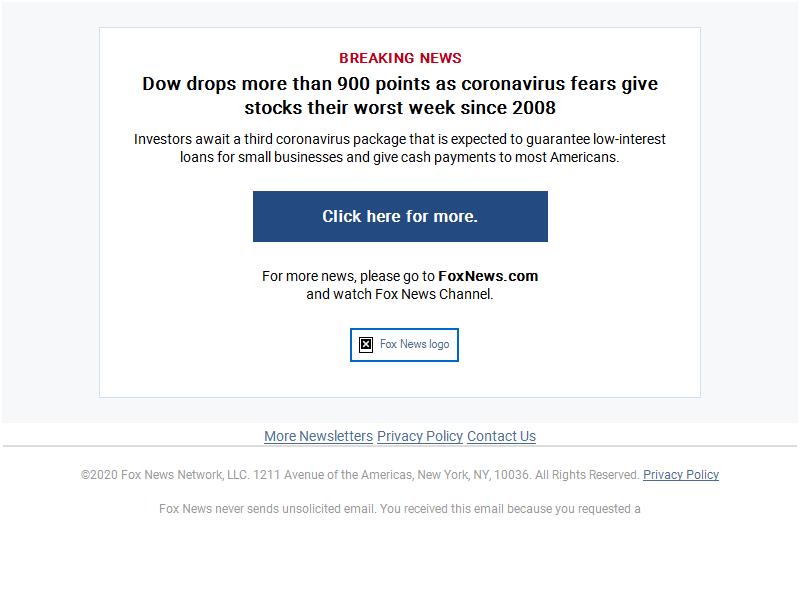 BREAKING NEWS
Dow drops more than 900 points as coronavirus fears give
stocks their worst week since 2008
Investors await a third coronavirus package that is expected to guarantee low-interest
loans for small businesses and give cash payments to most Americans.
Click here for more.
For more news, please go to FoxNews.com
and watch Fox News Channel.
Fox News logo
More Newsletters Privacy Policy Contact Us
©2020 Fox News Network, LLC. 1211 Avenue of the Americas, New York, NY, 10036. All Rights Reserved. Privacy Policy
Fox News never sends unsolicited email. You received this email because you requested a